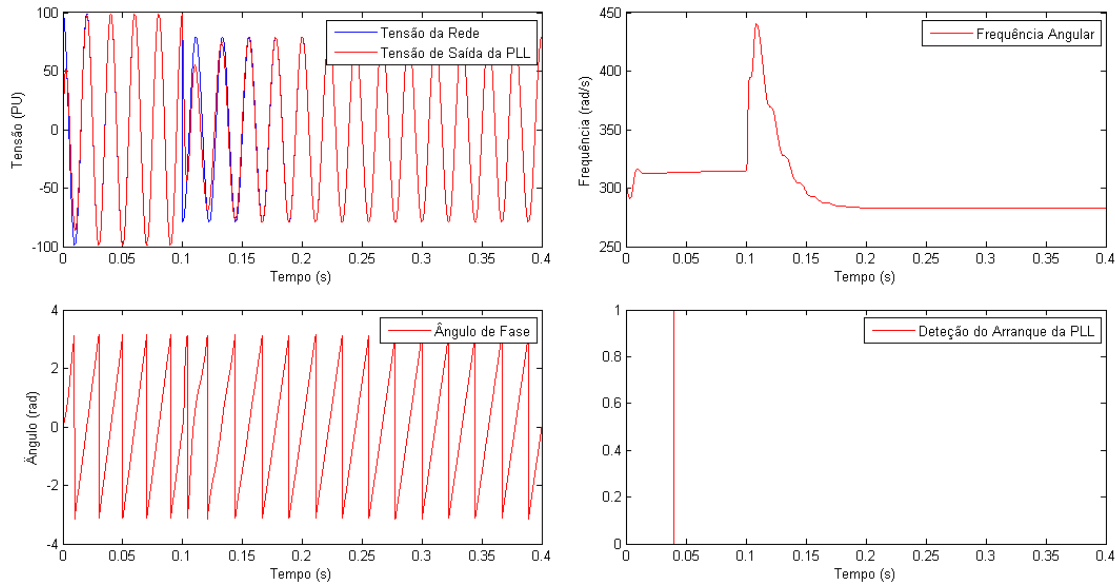 100
50
0
-50
-100
Tensão (PU)
Tensão da Rede
Tensão de Saída da PLL
0 0.05 0.1 0.15 0.2 0.25 0.3 0.35 0.4
Tempo (s)
450
400
350
300
250
Frequência (rad/s)
Frequência Angular
0 0.05 0.1 0.15 0.2 0.25 0.3 0.35 0.4
Tempo (s)
4
2
0
-2
-4
Ângulo (rad)
Ângulo de Fase
0 0.05 0.1 0.15 0.2 0.25 0.3 0.35 0.4
Tempo (s)
1
0.8
0.6
0.4
0.2
0
Deteção do Arranque da PLL
0 0.05 0.1 0.15 0.2 0.25 0.3 0.35 0.4
Tempo (s)